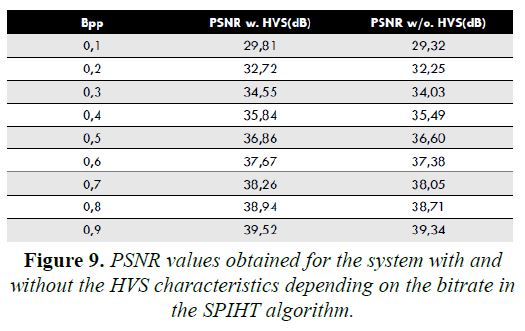 Bpp PSNR w. HVS(dB) PSNR w/o. HVS(dB)
0,1 29,81 29,32
0,2 32,72 32,25
0,3 34,55 34,03
0,4 35,84 35,49
0,5 36,86 36,60
0,6 37,67 37,38
0,7 38,26 38,05
0,8 38,94 38,71
0,9 39,52 39,34
Figure 9. PSNR values obtained for the system with and
without the HVS characteristics depending on the bitrate in
the SPIHT algorithm.